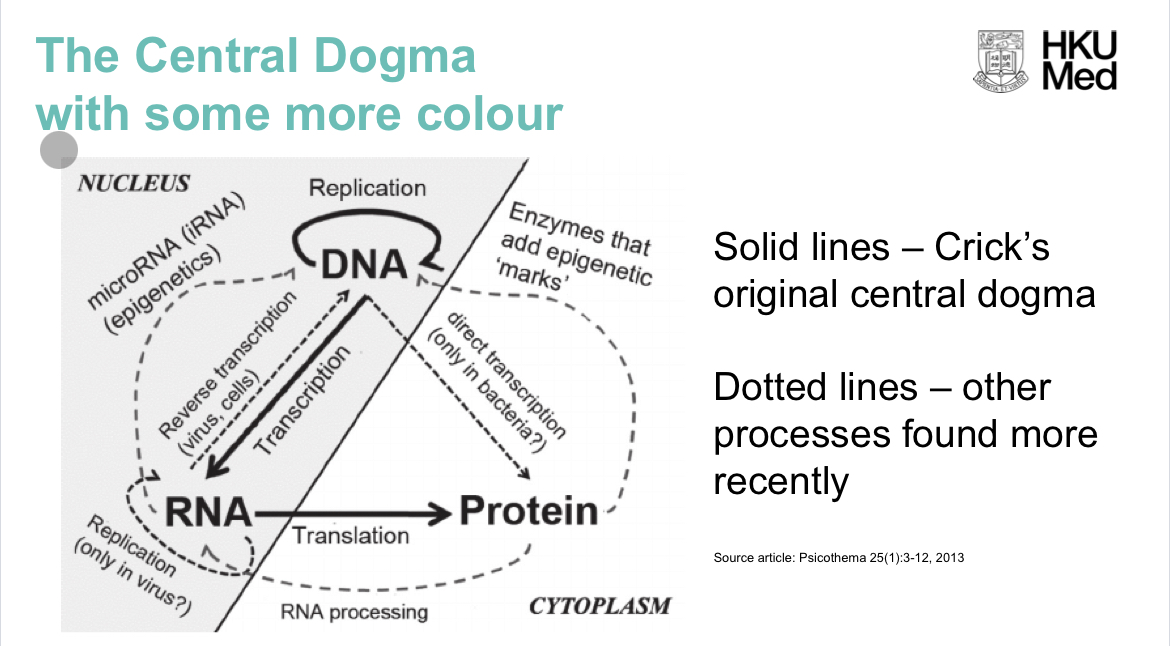 The Central Dogma
with some more colour
HKU
Med
NUCLEUS
Replication
microRNA (iRNA)
(epigenetics)
DNA
Enzymes that
add epigenetic
‘marks’
Reverse transcription
(virus, cells)
Transcription
direct transcription
(only in bacteria?)
RNA
Protein
Translation
Replication
(only in virus?)
RNA processing
CYTOPLASM
Solid lines – Crick’s
original central dogma
Dotted lines – other
processes found more
recently
Source article: Psicothema 25(1):3-12, 2013